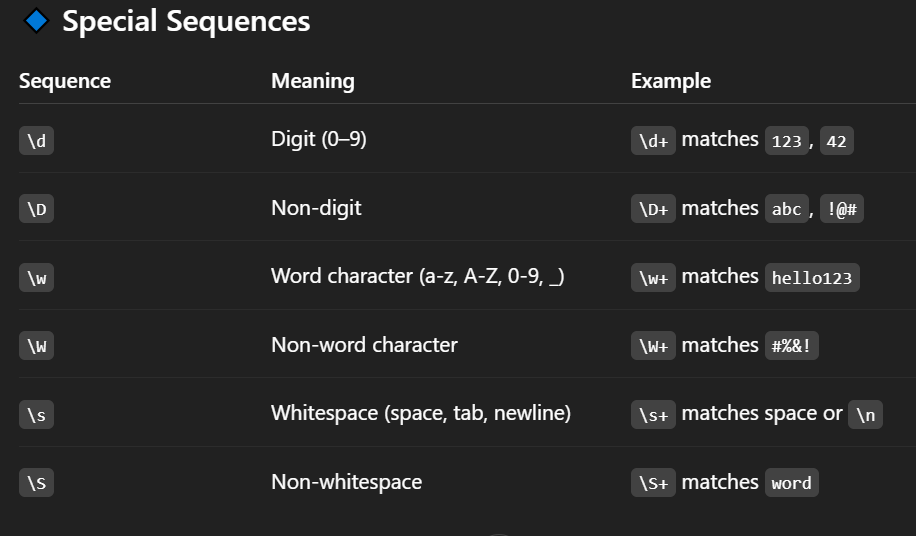 Special Sequences
Sequence Meaning Example
\d Digit (0–9) \d+ matches 123, 42
\D Non-digit \D+ matches abc, !@#
\w Word character (a-z, A-Z, 0-9, _) \w+ matches hello123
\W Non-word character \W+ matches #%&!
\s Whitespace (space, tab, newline) \s+ matches space or \n
\S Non-whitespace \S+ matches word